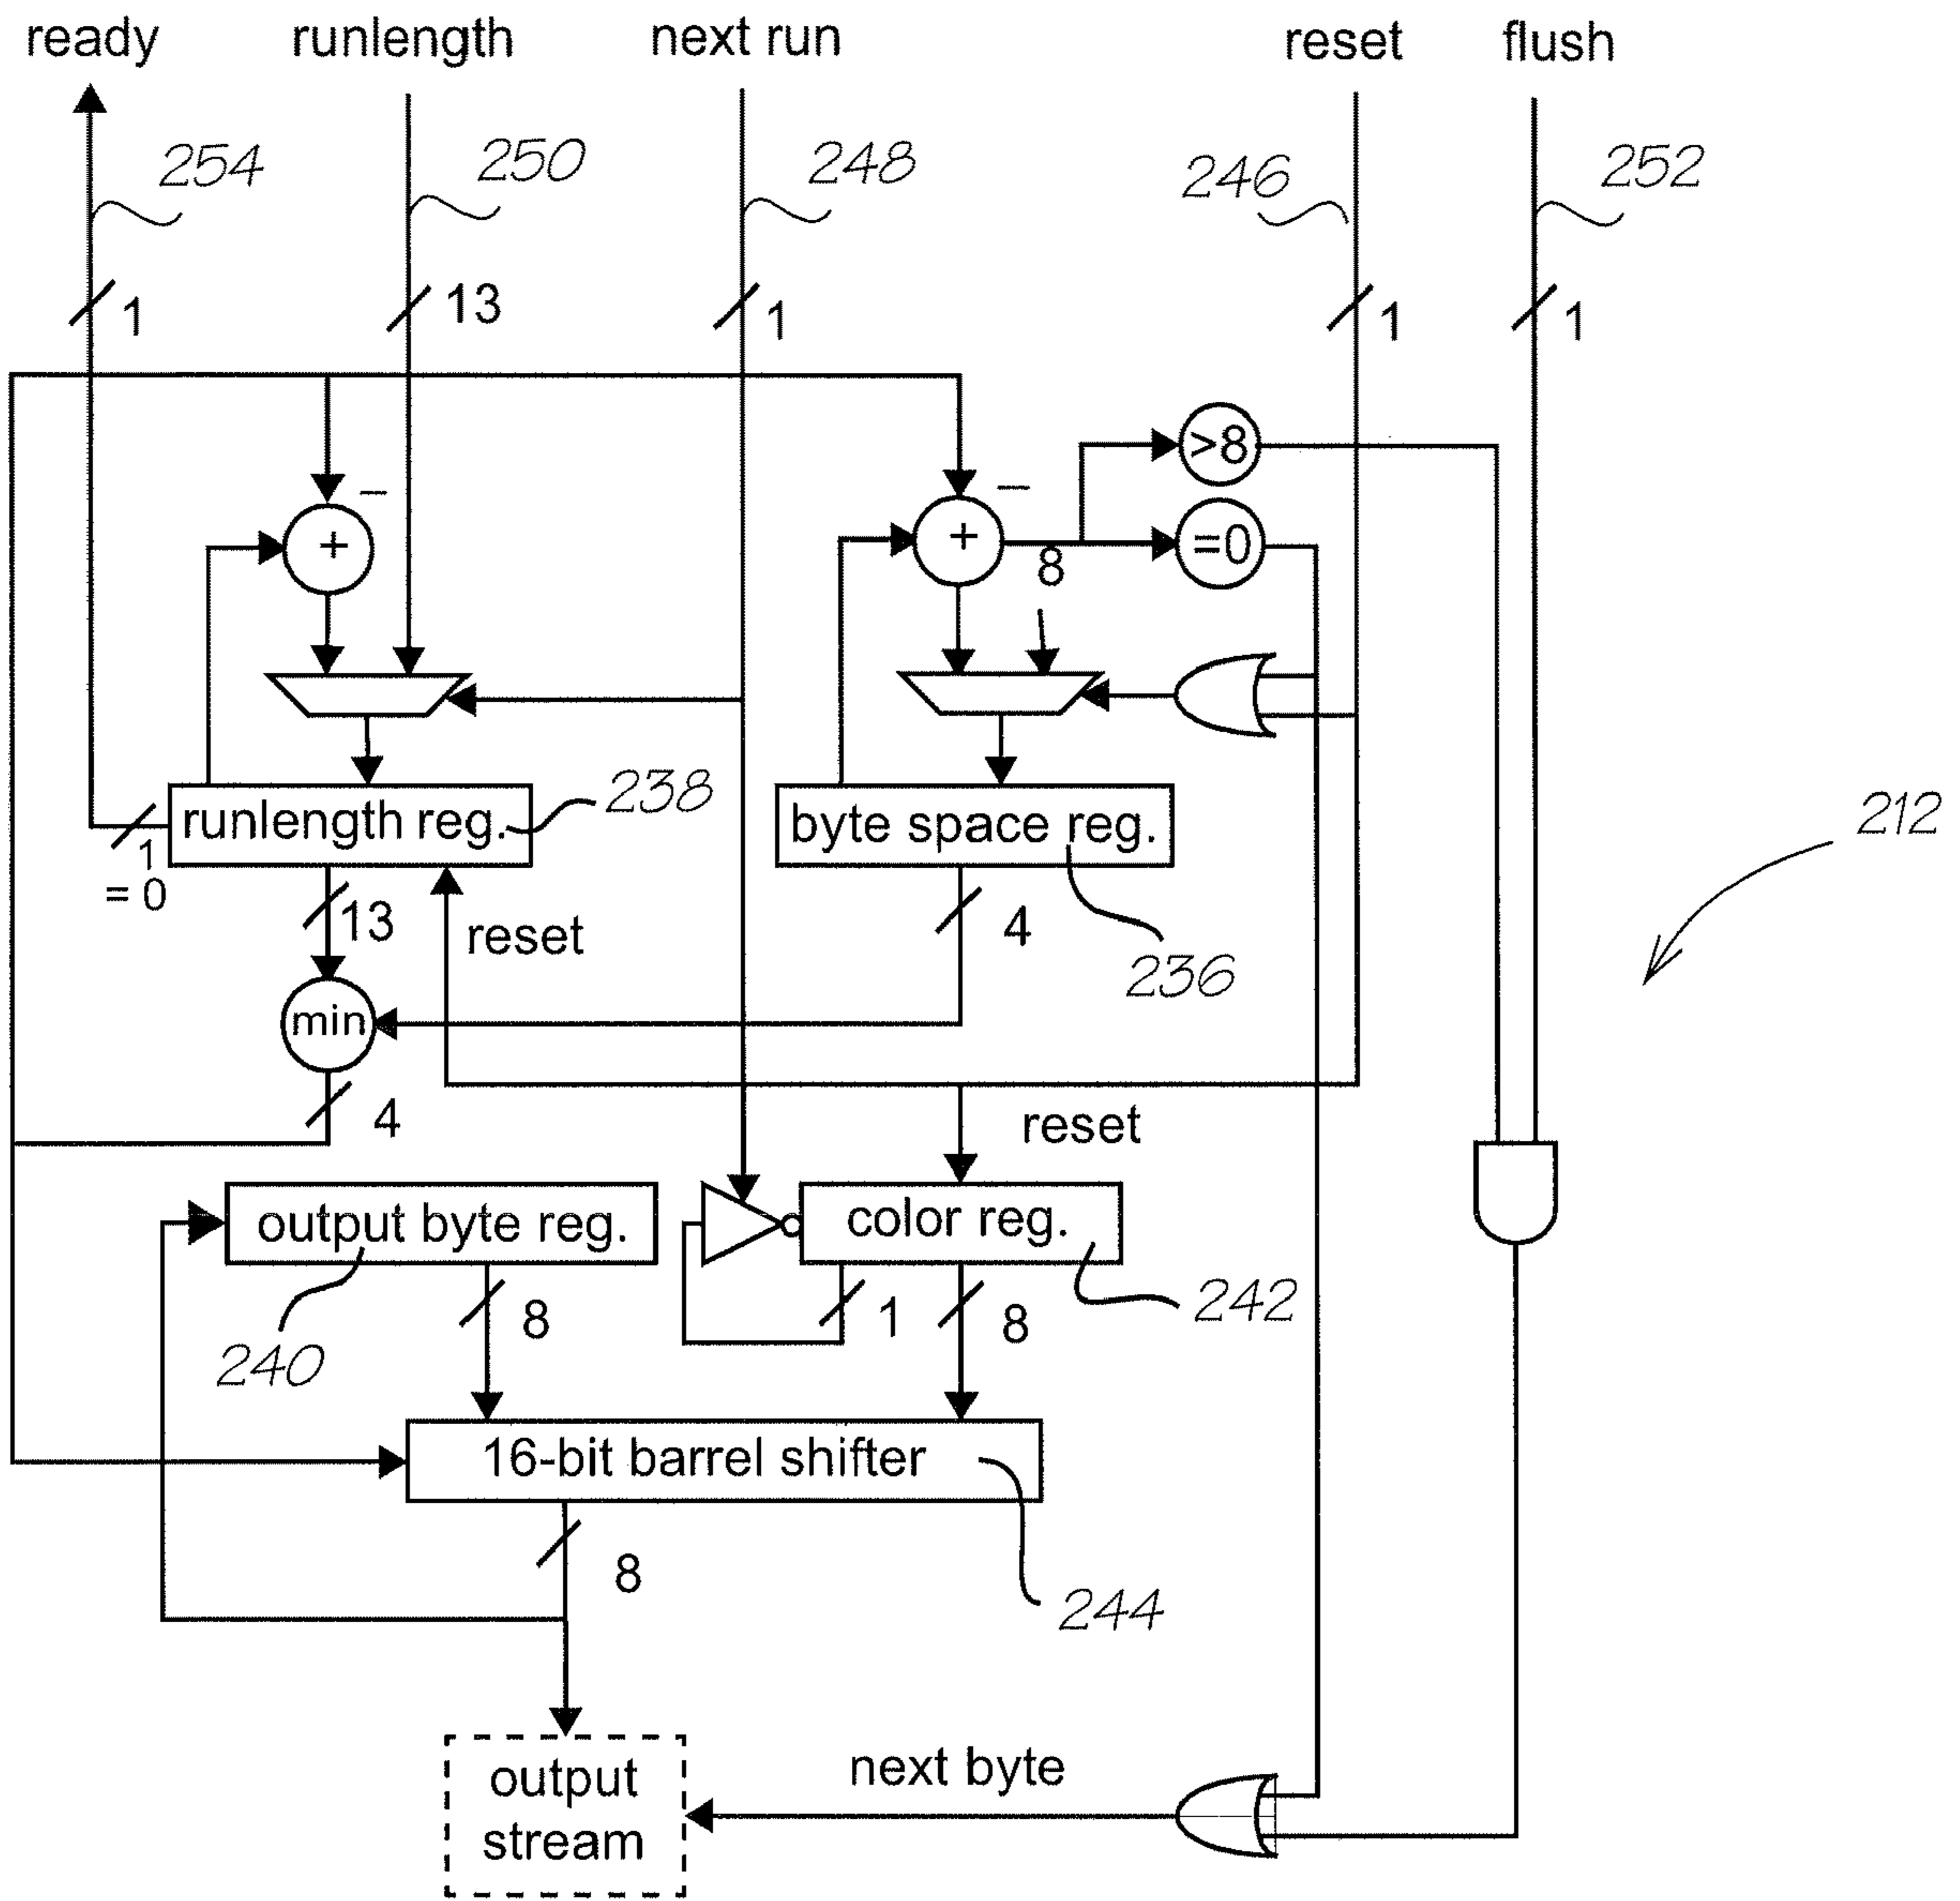 ready runlength next run reset flush
254 250 248 246 252
1 13 1 1 1
>8
− −
+ + =0
8
238
runlength reg. byte space reg. 212
1
= 0 13 reset 4
236
min
4 reset
output byte reg. color reg.
8 1 8 242
240
16-bit barrel shifter
8
244
next byte
output
stream